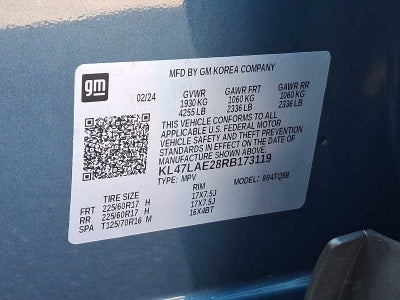 gm
MFD BY GM KOREA COMPANY
02/24 GVWR GAWR FRT GAWR RR
1930 KG 1060 KG 1060 KG
4255 LB 2336 LB 2336 LB
THIS VEHICLE CONFORMS TO ALL
APPLICABLE U.S. FEDERAL MOTOR
VEHICLE SAFETY AND THEFT PREVENTION
STANDARDS IN EFFECT ON THE DATE OF
MANUFACTURE SHOWN ABOVE.
KL47LAE28RB173119
TYPE: MPV MODEL: 894TQ58
TIRE SIZE RIM
FRT 225/60R17 H 17X7.5J
RR 225/60R17 H 17X7.5J
SPA T125/70R16 M 16X4BT